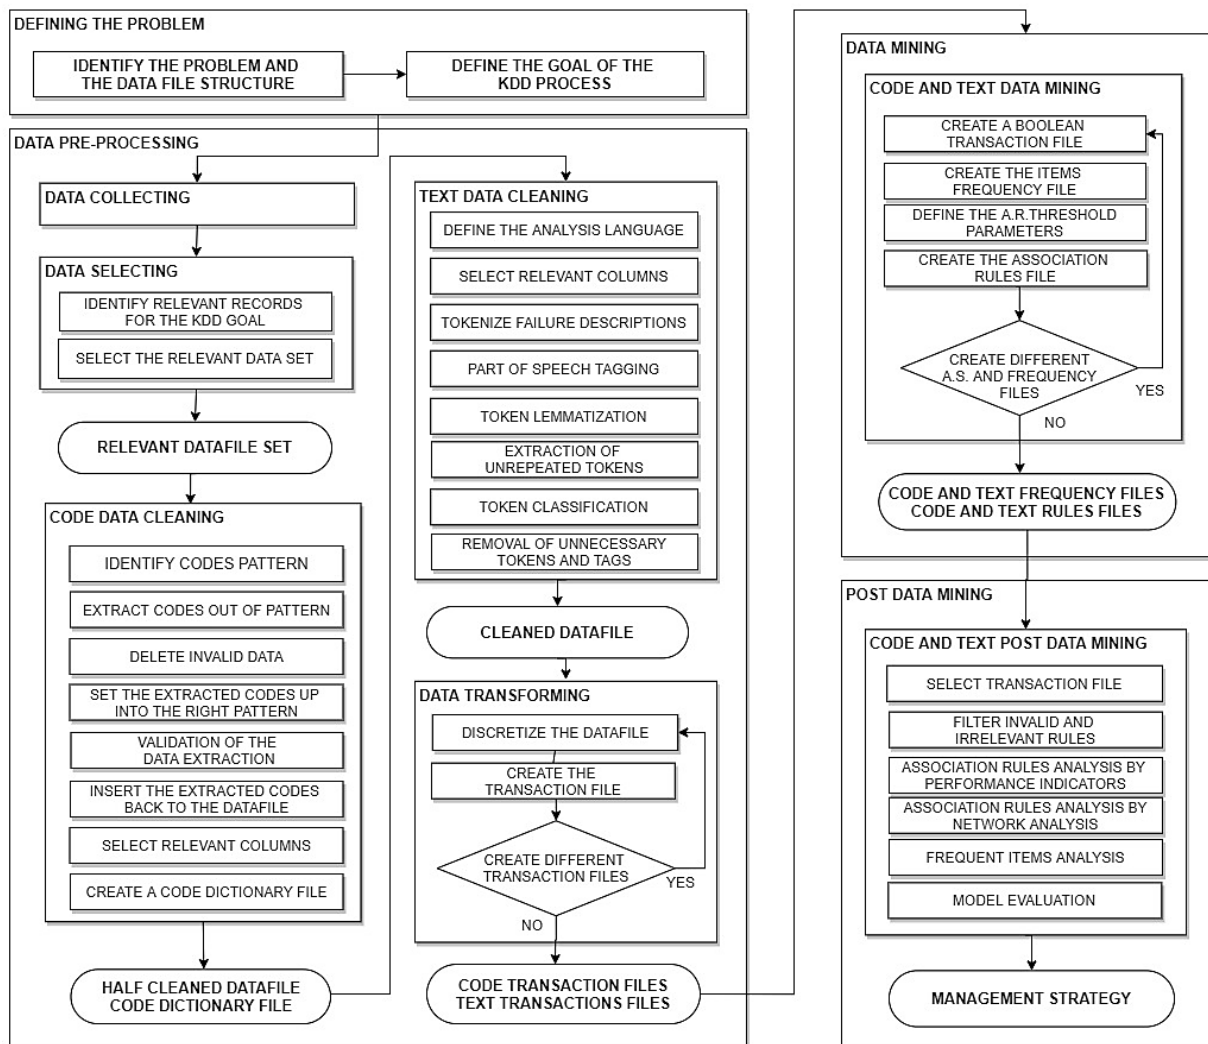 DEFINING THE PROBLEM
IDENTIFY THE PROBLEM AND
THE DATA FILE STRUCTURE
DEFINE THE GOAL OF THE
KDD PROCESS
DATA PRE-PROCESSING
DATA COLLECTING
DATA SELECTING
IDENTIFY RELEVANT RECORDS
FOR THE KDD GOAL
SELECT THE RELEVANT DATA SET
RELEVANT DATAFILE SET
CODE DATA CLEANING
IDENTIFY CODES PATTERN
EXTRACT CODES OUT OF PATTERN
DELETE INVALID DATA
SET THE EXTRACTED CODES UP
INTO THE RIGHT PATTERN
VALIDATION OF THE
DATA EXTRACTION
INSERT THE EXTRACTED CODES
BACK TO THE DATAFILE
SELECT RELEVANT COLUMNS
CREATE A CODE DICTIONARY FILE
HALF CLEANED DATAFILE
CODE DICTIONARY FILE
TEXT DATA CLEANING
DEFINE THE ANALYSIS LANGUAGE
SELECT RELEVANT COLUMNS
TOKENIZE FAILURE DESCRIPTIONS
PART OF SPEECH TAGGING
TOKEN LEMMATIZATION
EXTRACTION OF
UNREPEATED TOKENS
TOKEN CLASSIFICATION
REMOVAL OF UNNECESSARY
TOKENS AND TAGS
CLEANED DATAFILE
DATA TRANSFORMING
DISCRETIZE THE DATAFILE
CREATE THE
TRANSACTION FILE
CREATE DIFFERENT
TRANSACTION FILES
YES
NO
CODE TRANSACTION FILES
TEXT TRANSACTIONS FILES
DATA MINING
CODE AND TEXT DATA MINING
CREATE A BOOLEAN
TRANSACTION FILE
CREATE THE ITEMS
FREQUENCY FILE
DEFINE THE A.R.THRESHOLD
PARAMETERS
CREATE THE ASSOCIATION
RULES FILE
CREATE DIFFERENT
A.S. AND FREQUENCY
FILES
YES
NO
CODE AND TEXT FREQUENCY FILES
CODE AND TEXT RULES FILES
POST DATA MINING
CODE AND TEXT POST DATA MINING
SELECT TRANSACTION FILE
FILTER INVALID AND
IRRELEVANT RULES
ASSOCIATION RULES ANALYSIS BY
PERFORMANCE INDICATORS
ASSOCIATION RULES ANALYSIS BY
NETWORK ANALYSIS
FREQUENT ITEMS ANALYSIS
MODEL EVALUATION
MANAGEMENT STRATEGY